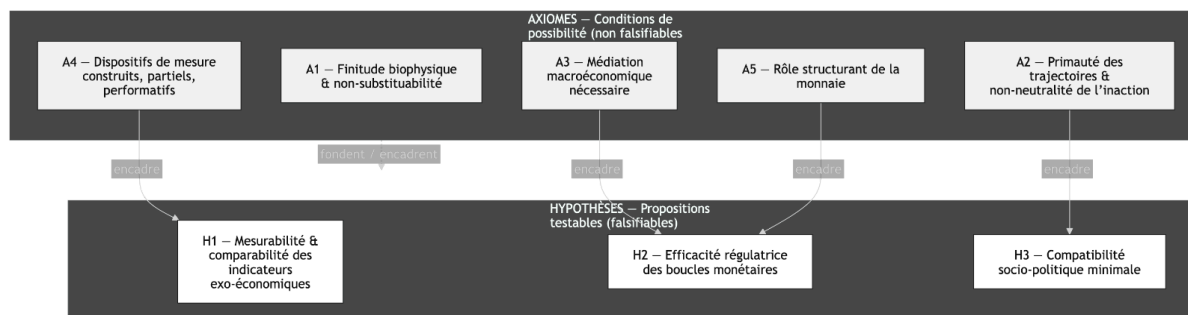 AXIOMES — Conditions de
possibilité (non falsifiables
A4 — Dispositifs de mesure
construits, partiels,
performatifs
A1 — Finitude biophysique
& non-substituabilité
A3 — Médiation
macroéconomique
nécessaire
A5 — Rôle structurant de la
monnaie
A2 — Primauté des
trajectoires &
non-neutralité de l'inaction
fondent / encadrent
encadre
encadre
encadre
encadre
HYPOTHÈSES — Propositions
testables (falsifiables)
H1 — Mesurabilité &
comparabilité des
indicateurs
exo-économiques
H2 — Efficacité régulatrice
des boucles monétaires
H3 — Compatibilité
socio-politique minimale